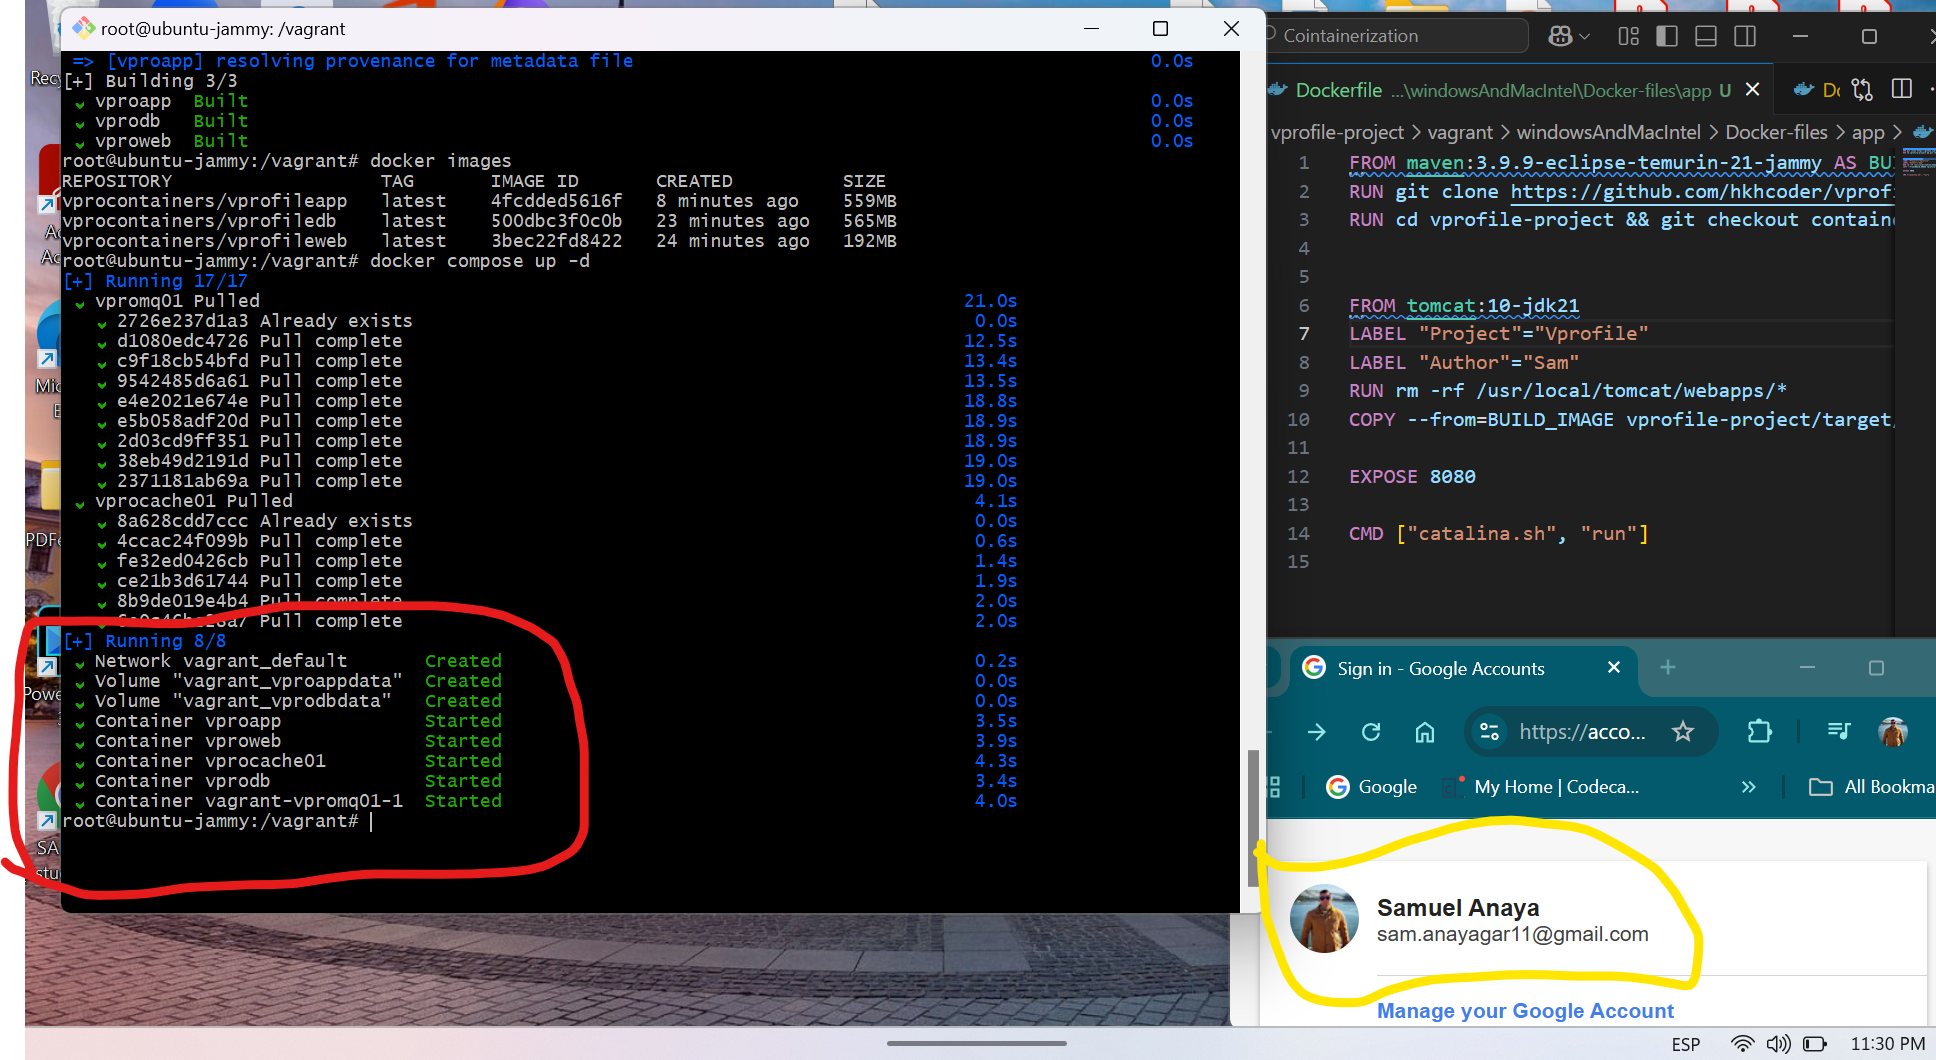 root@ubuntu-jammy: /vagrant
=> [vproapp] resolving provenance for metadata file 0.0s
[+] Building 3/3
vproapp Built 0.0s
vprodb Built 0.0s
vproweb Built 0.0s
root@ubuntu-jammy:/vagrant# docker images
REPOSITORY TAG IMAGE ID CREATED SIZE
vprocontainers/vprofileapp latest 4fcdded5616f 8 minutes ago 559MB
vprocontainers/vprofiledb latest 500dbc3f0c0b 23 minutes ago 565MB
vprocontainers/vprofileweb latest 3bec22fd8422 24 minutes ago 192MB
root@ubuntu-jammy:/vagrant# docker compose up -d
[+] Running 17/17
vpromq01 Pulled 21.0s
2726e237d1a3 Already exists 0.0s
d1080edc4726 Pull complete 12.5s
c9f18cb54bfd Pull complete 13.4s
9542485d6a61 Pull complete 13.5s
e4e2021e674e Pull complete 18.8s
e5b058adf20d Pull complete 18.9s
2d03cd9ff351 Pull complete 18.9s
38eb49d2191d Pull complete 19.0s
2371181ab69a Pull complete 19.0s
vprocache01 Pulled 4.1s
8a628cdd7ccc Already exists 0.0s
4ccac24f099b Pull complete 0.6s
fe32ed0426cb Pull complete 1.4s
ce21b3d61744 Pull complete 1.9s
8b9de019e4b4 Pull complete 2.0s
Pull complete 2.0s
[+] Running 8/8
Network vagrant_default Created 0.2s
Volume "vagrant_vproappdata" Created 0.0s
Volume "vagrant_vprodbdata" Created 0.0s
Container vproapp Started 3.5s
Container vproweb Started 3.9s
Container vprocache01 Started 4.3s
Container vprodb Started 3.4s
Container vagrant-vpromq01-1 Started 4.0s
root@ubuntu-jammy:/vagrant#
Recy
Ac
Ac
Mic
E
PDFe
Powe
SA
stu
Cointainerization
Dockerfile ...\windowsAndMacIntel\Docker-files\app U
vprofile-project > vagrant > windowsAndMacIntel > Docker-files > app >
1 FROM maven:3.9.9-eclipse-temurin-21-jammy AS BUI
2 RUN git clone https://github.com/hkhcoder/vprof
3 RUN cd vprofile-project && git checkout contain
4
5
6 FROM tomcat:10-jdk21
7 LABEL "Project"="Vprofile"
8 LABEL "Author"="Sam"
9 RUN rm -rf /usr/local/tomcat/webapps/*
10 COPY --from=BUILD_IMAGE vprofile-project/target/
11
12 EXPOSE 8080
13
14 CMD ["catalina.sh", "run"]
15
Sign in - Google Accounts
https://acco...
Google My Home | Codeca... » All Bookma
Samuel Anaya
sam.anayagar11@gmail.com
Manage your Google Account
ESP 11:30 PM